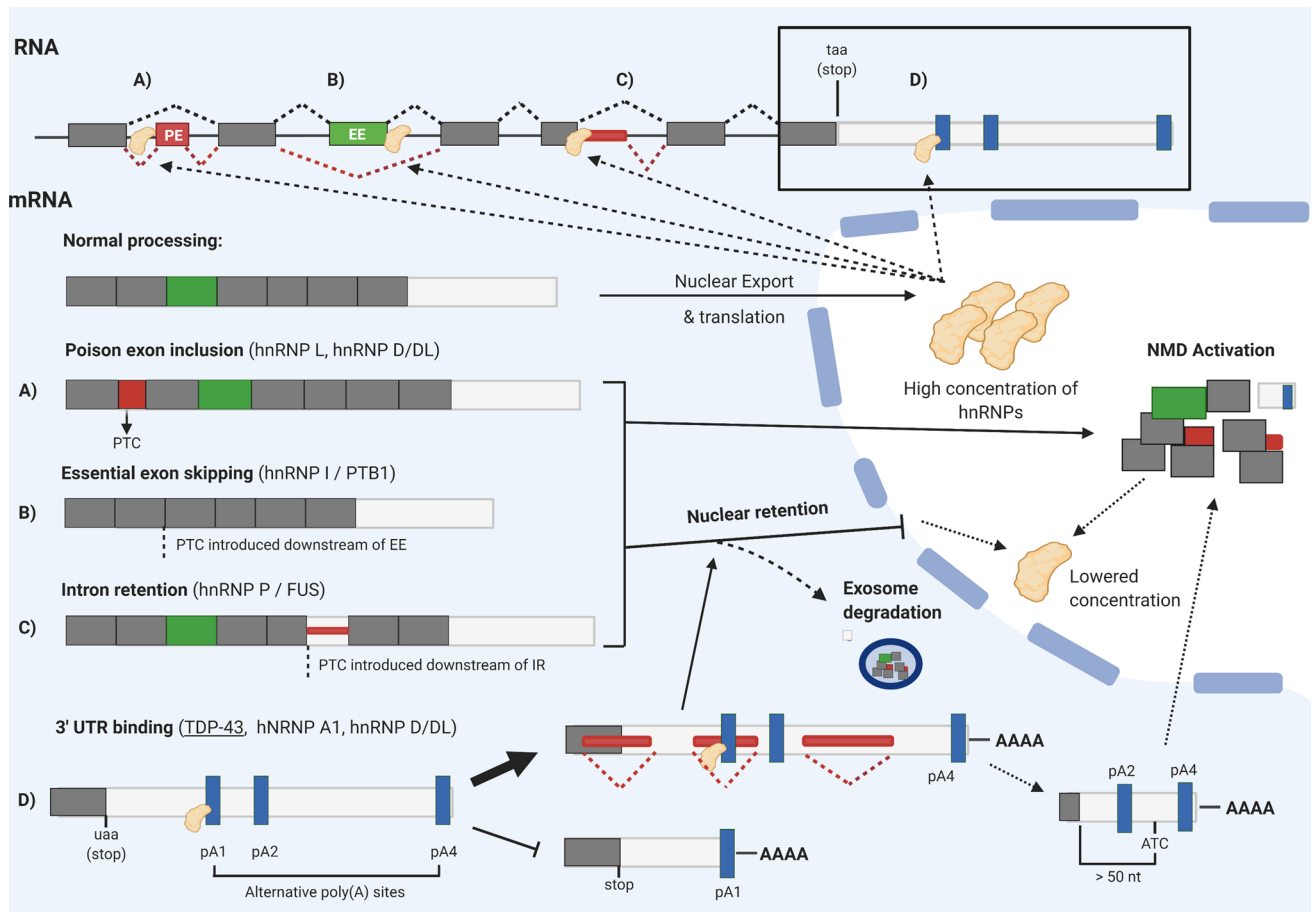 RNA
A)
B)
C)
taa
(stop)
D)
PE
EE
mRNA
Normal processing:
Nuclear Export
& translation
Poison exon inclusion (hnRNP L, hnRNP D/DL)
A)
PTC
High concentration of
hnRNPs
NMD Activation
Essential exon skipping (hnRNP I / PTB1)
B)
PTC introduced downstream of EE
Nuclear retention
Intron retention (hnRNP P / FUS)
C)
PTC introduced downstream of IR
Exosome
degradation
Lowered
concentration
3' UTR binding (TDP-43, hNRNP A1, hnRNP D/DL)
D)
uaa
(stop)
pA1
pA2
pA4
Alternative poly(A) sites
AAAA
pA4
AAAA
stop
pA1
pA2
pA4
AAAA
ATC
> 50 nt